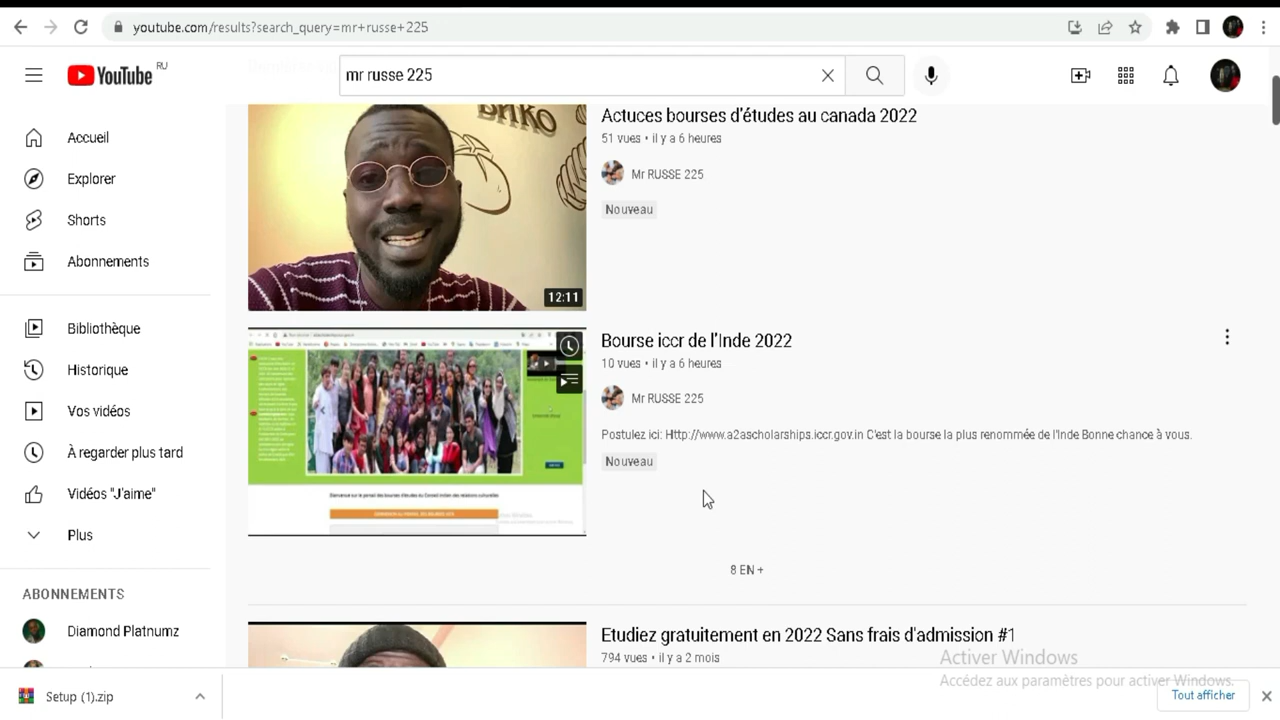 youtube.com/results?search_query=mr+russe+225
YouTube RU
mr russe 225
Accueil
Explorer
Shorts
Abonnements
Bibliothèque
Historique
Vos vidéos
À regarder plus tard
Vidéos "J'aime"
Plus
ABONNEMENTS
Diamond Platnumz
12:11
Actuces bourses d'études au canada 2022
51 vues • il y a 6 heures
Mr RUSSE 225
Nouveau
Bourse iccr de l'Inde 2022
10 vues • il y a 6 heures
Mr RUSSE 225
Postulez ici: Http://www.a2ascholarships.iccr.gov.in C'est la bourse la plus renommée de l'Inde Bonne chance à vous.
Nouveau
8 EN +
Etudiez gratuitement en 2022 Sans frais d'admission #1
794 vues • il y a 2 mois
Activer Windows
Accédez aux paramètres pour activer Windows.
Setup (1).zip
Tout afficher